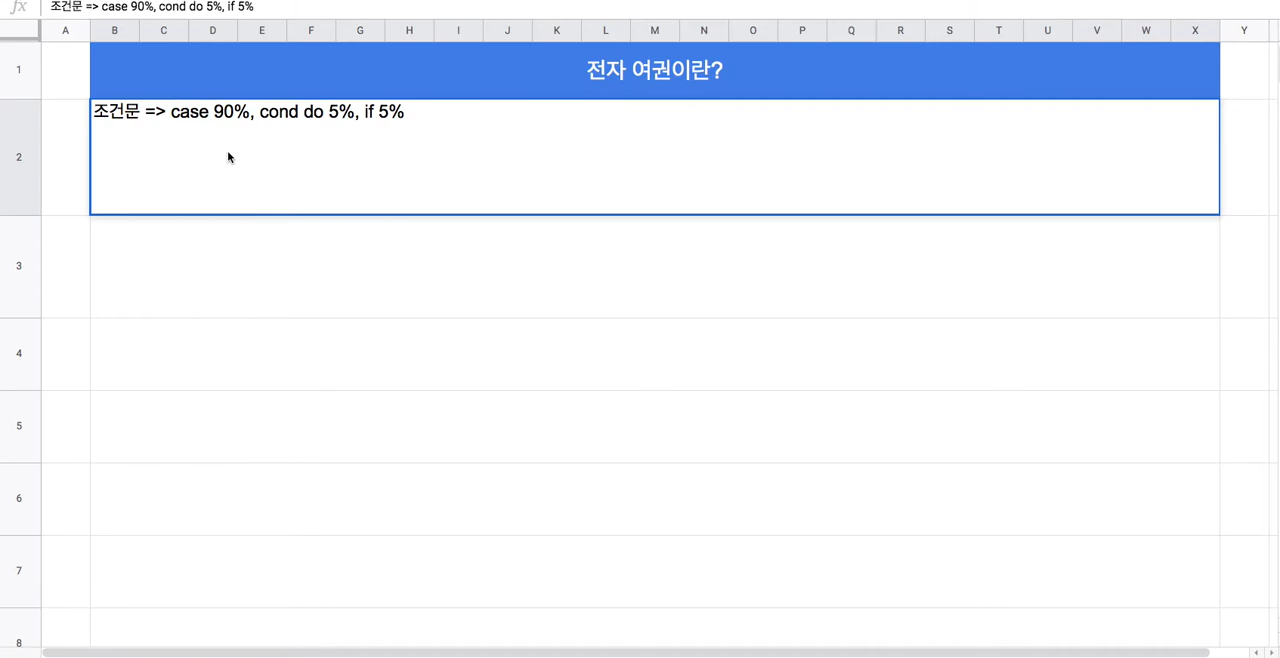 fx 조건문 => case 90%, cond do 5%, if 5%
A B C D E F G H I J K L M N O P Q R S T U V W X Y
1 전자 여권이란?
2 조건문 => case 90%, cond do 5%, if 5%
3
4
5
6
7
8